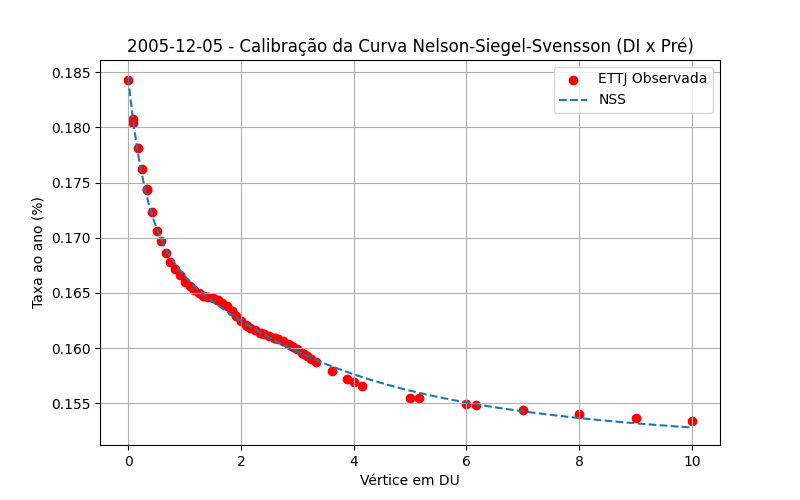 2005-12-05 - Calibração da Curva Nelson-Siegel-Svensson (DI x Pré)
ETTJ Observada
NSS
Taxa ao ano (%)
0.185
0.180
0.175
0.170
0.165
0.160
0.155
0 2 4 6 8 10
Vértice em DU